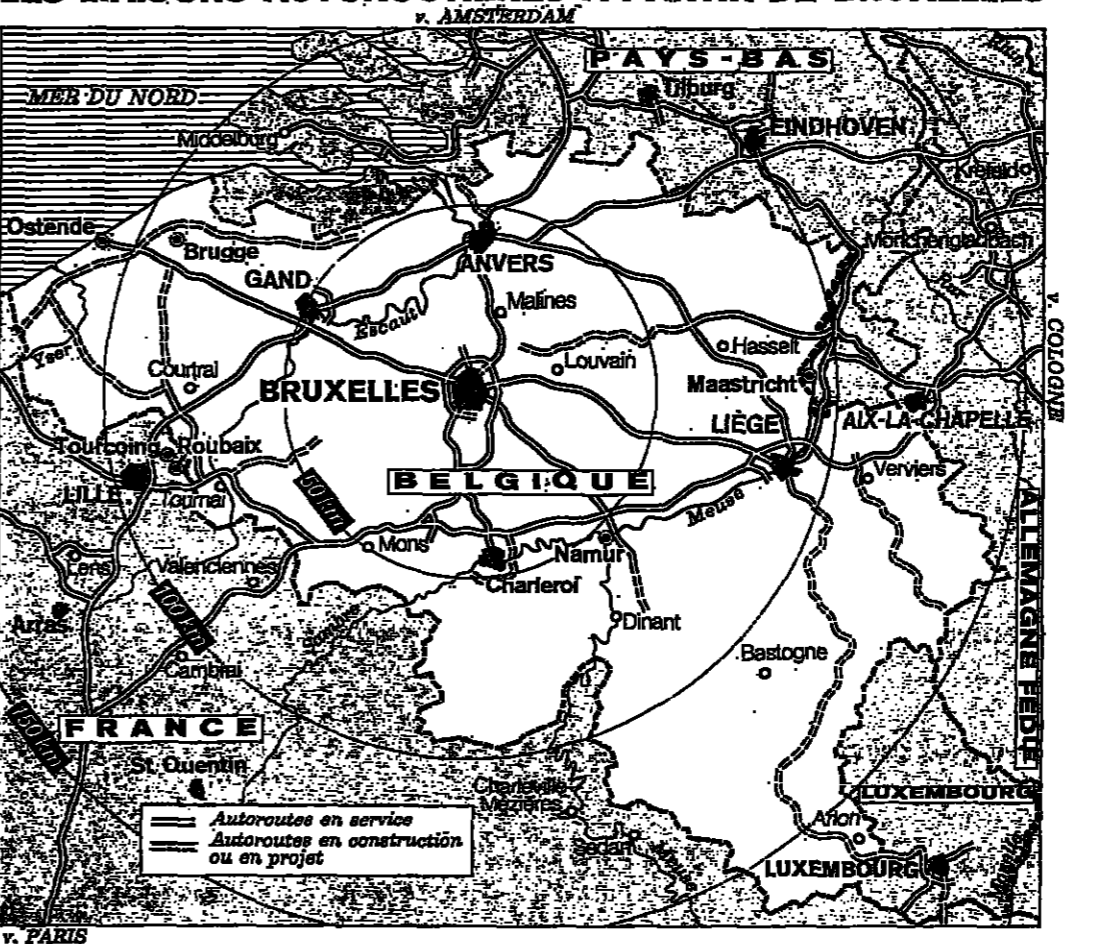 v. AMSTERDAM
PAYS-BAS
MER DU NORD
Tilburg
Middelburg
EINDHOVEN
Krefeld
Ostende
Brugge
Mönchengladbach
GAND
ANVERS
Malines
Escaut
v. COLOGNE
Yser
Courtrai
Louvain
Hasselt
BRUXELLES
Maastricht
LIÈGE
AIX-LA-CHAPELLE
Tourcoing
Roubaix
BELGIQUE
Verviers
LILLE
Tournai
50 km
Meuse
ALLEMAGNE FEDLE
Mons
Namur
Lens
Valenciennes
Charleroi
100 km
Arras
Sambre
Dinant
Cambrai
Bastogne
150 km
FRANCE
St Quentin
Charleville
Mézières
LUXEMBOURG
Autoroutes en service
Autoroutes en construction
ou en projet
Arlon
Sedan
LUXEMBOURG
v. PARIS